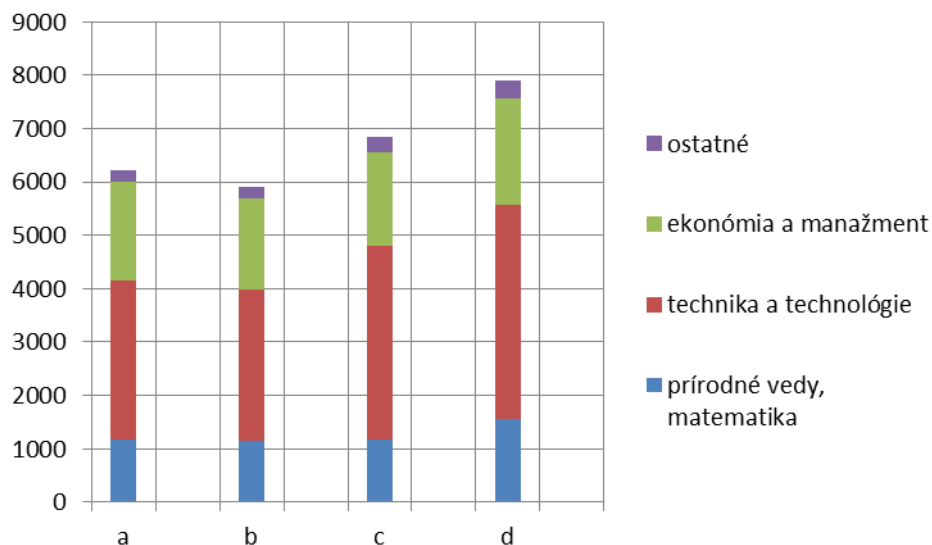 9000
8000
7000
6000
5000
4000
3000
2000
1000
0
a b c d
ostatné
ekonómia a manažment
technika a technológie
prírodné vedy,
matematika